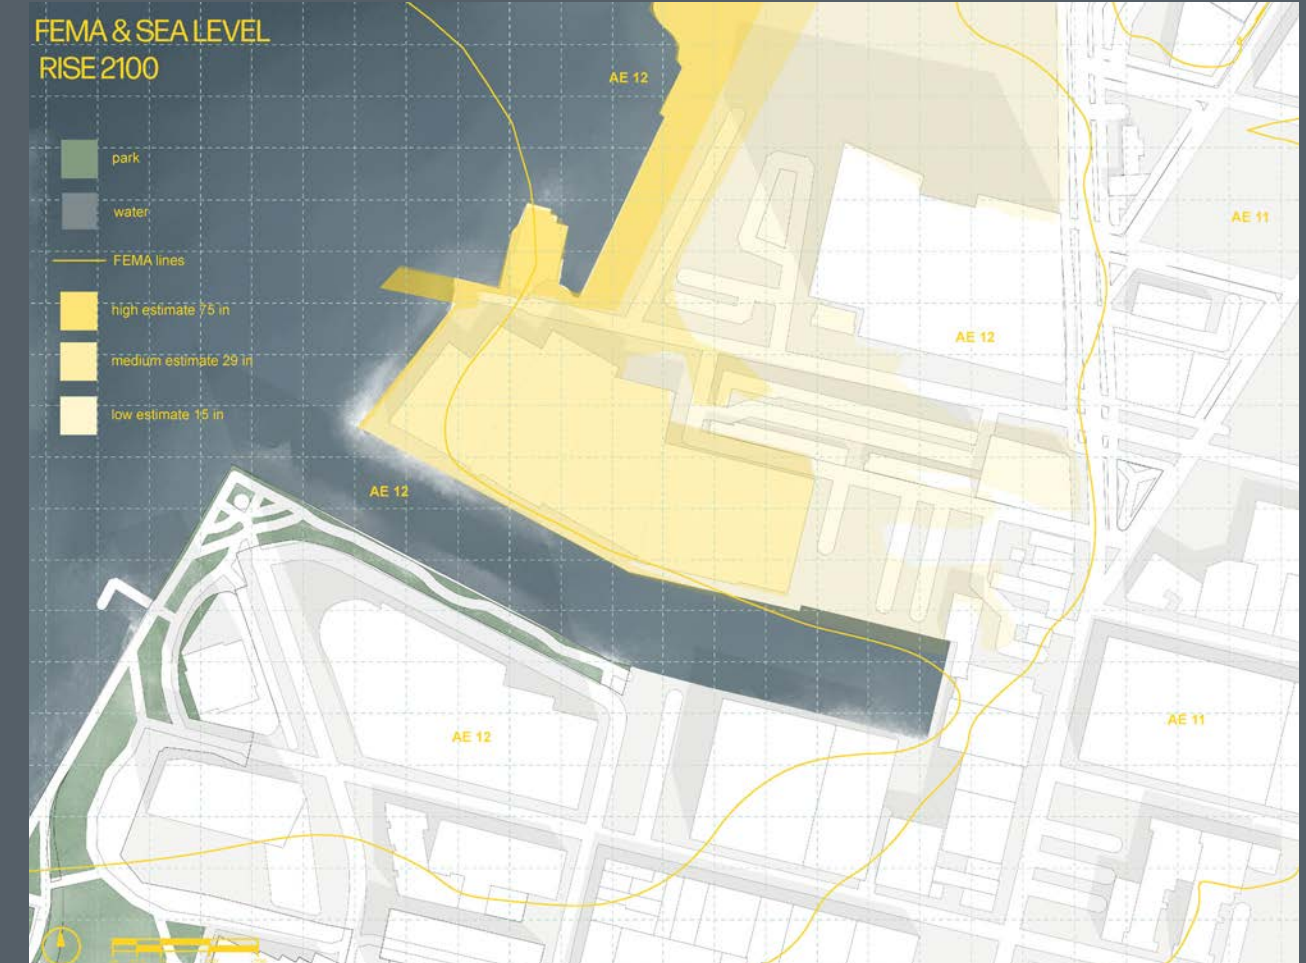 FEMA & SEA LEVEL
RISE 2100
park
water
FEMA lines
high estimate 75 in
medium estimate 29 in
low estimate 15 in
AE 12
AE 11
AE 12
AE 12
AE 12
AE 11